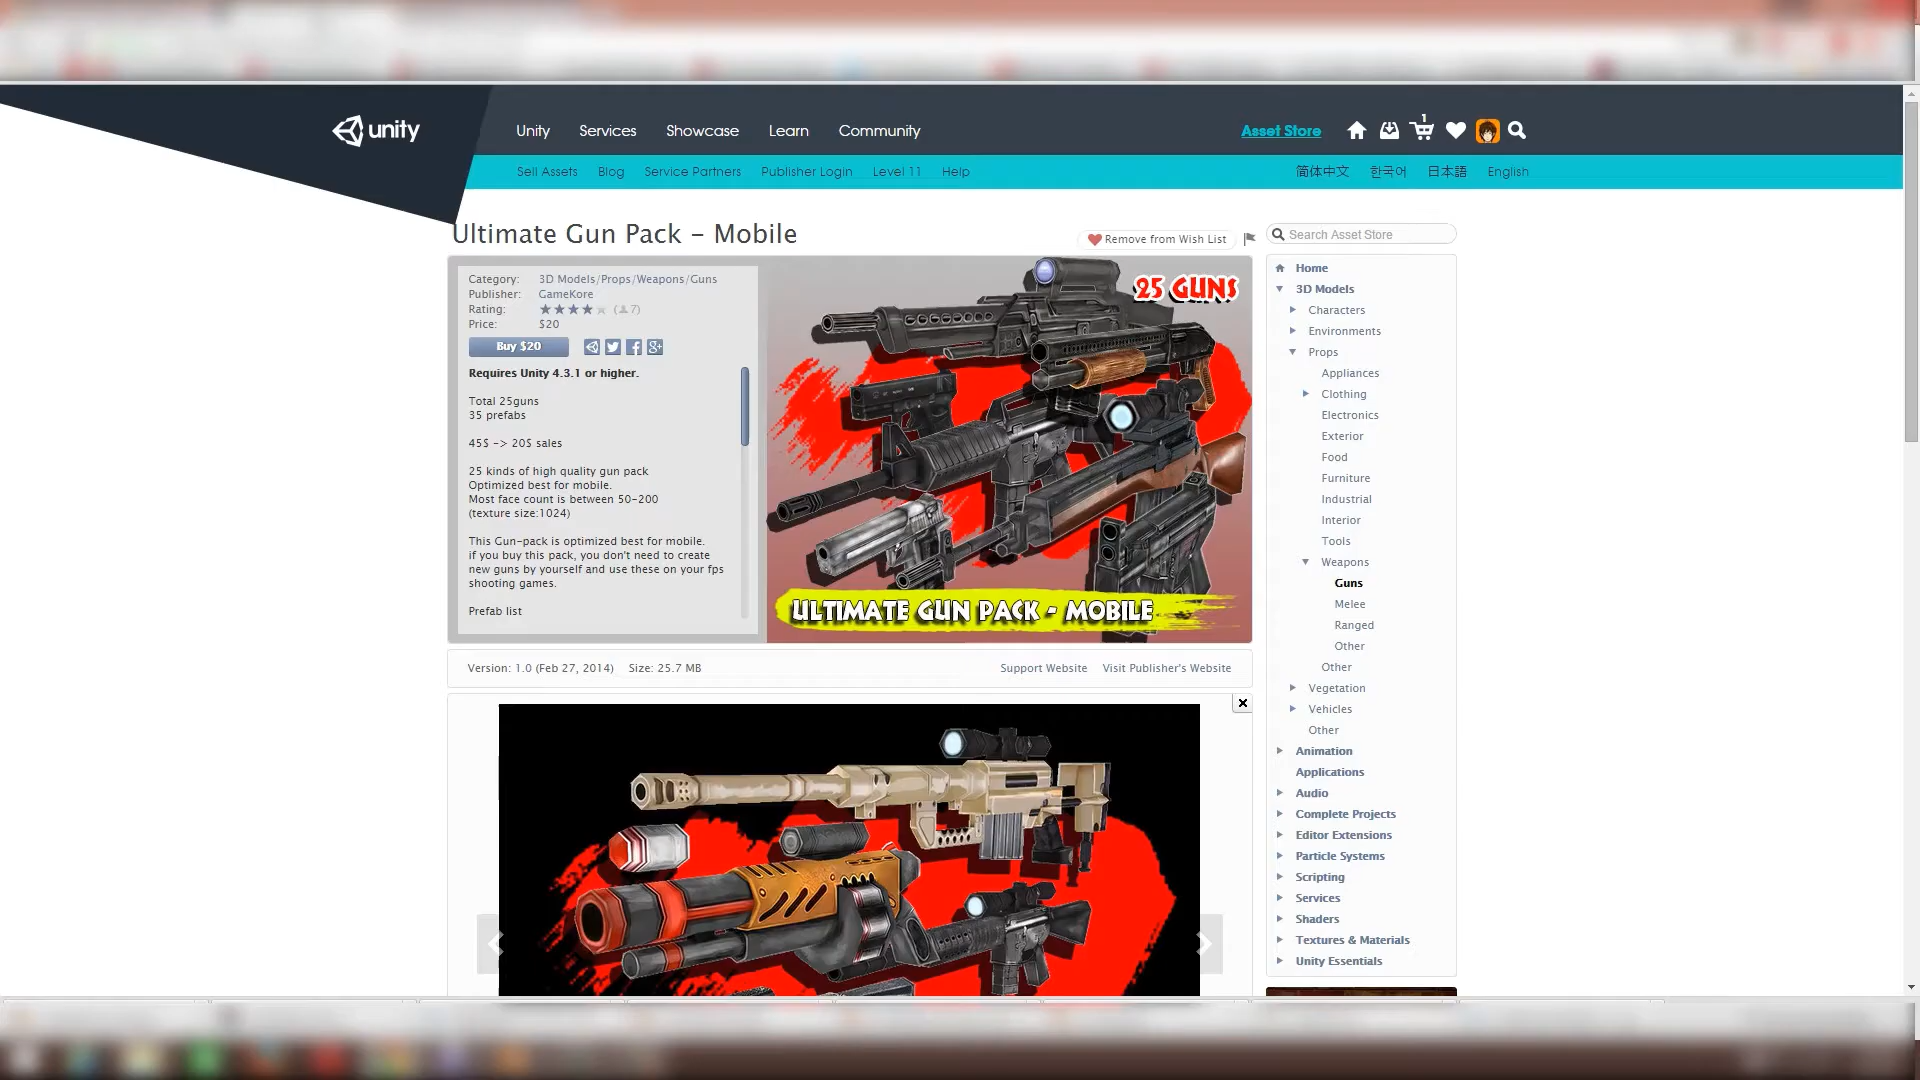 unity
Unity Services Showcase Learn Community
Asset Store
1
Sell Assets Blog Service Partners Publisher Login Level 11 Help
简体中文 한국어 日本語 English
Ultimate Gun Pack - Mobile
Remove from Wish List
Category: 3D Models/Props/Weapons/Guns
Publisher: GameKore
Rating: (7)
Price: $20
Buy $20
Requires Unity 4.3.1 or higher.
Total 25guns
35 prefabs
45$ -> 20$ sales
25 kinds of high quality gun pack
Optimized best for mobile.
Most face count is between 50-200
(texture size:1024)
This Gun-pack is optimized best for mobile.
if you buy this pack, you don't need to create
new guns by yourself and use these on your fps
shooting games.
Prefab list
25 GUNS
ULTIMATE GUN PACK - MOBILE
Version: 1.0 (Feb 27, 2014) Size: 25.7 MB
Support Website Visit Publisher's Website
Search Asset Store
Home
3D Models
Characters
Environments
Props
Appliances
Clothing
Electronics
Exterior
Food
Furniture
Industrial
Interior
Tools
Weapons
Guns
Melee
Ranged
Other
Other
Vegetation
Vehicles
Other
Animation
Applications
Audio
Complete Projects
Editor Extensions
Particle Systems
Scripting
Services
Shaders
Textures & Materials
Unity Essentials